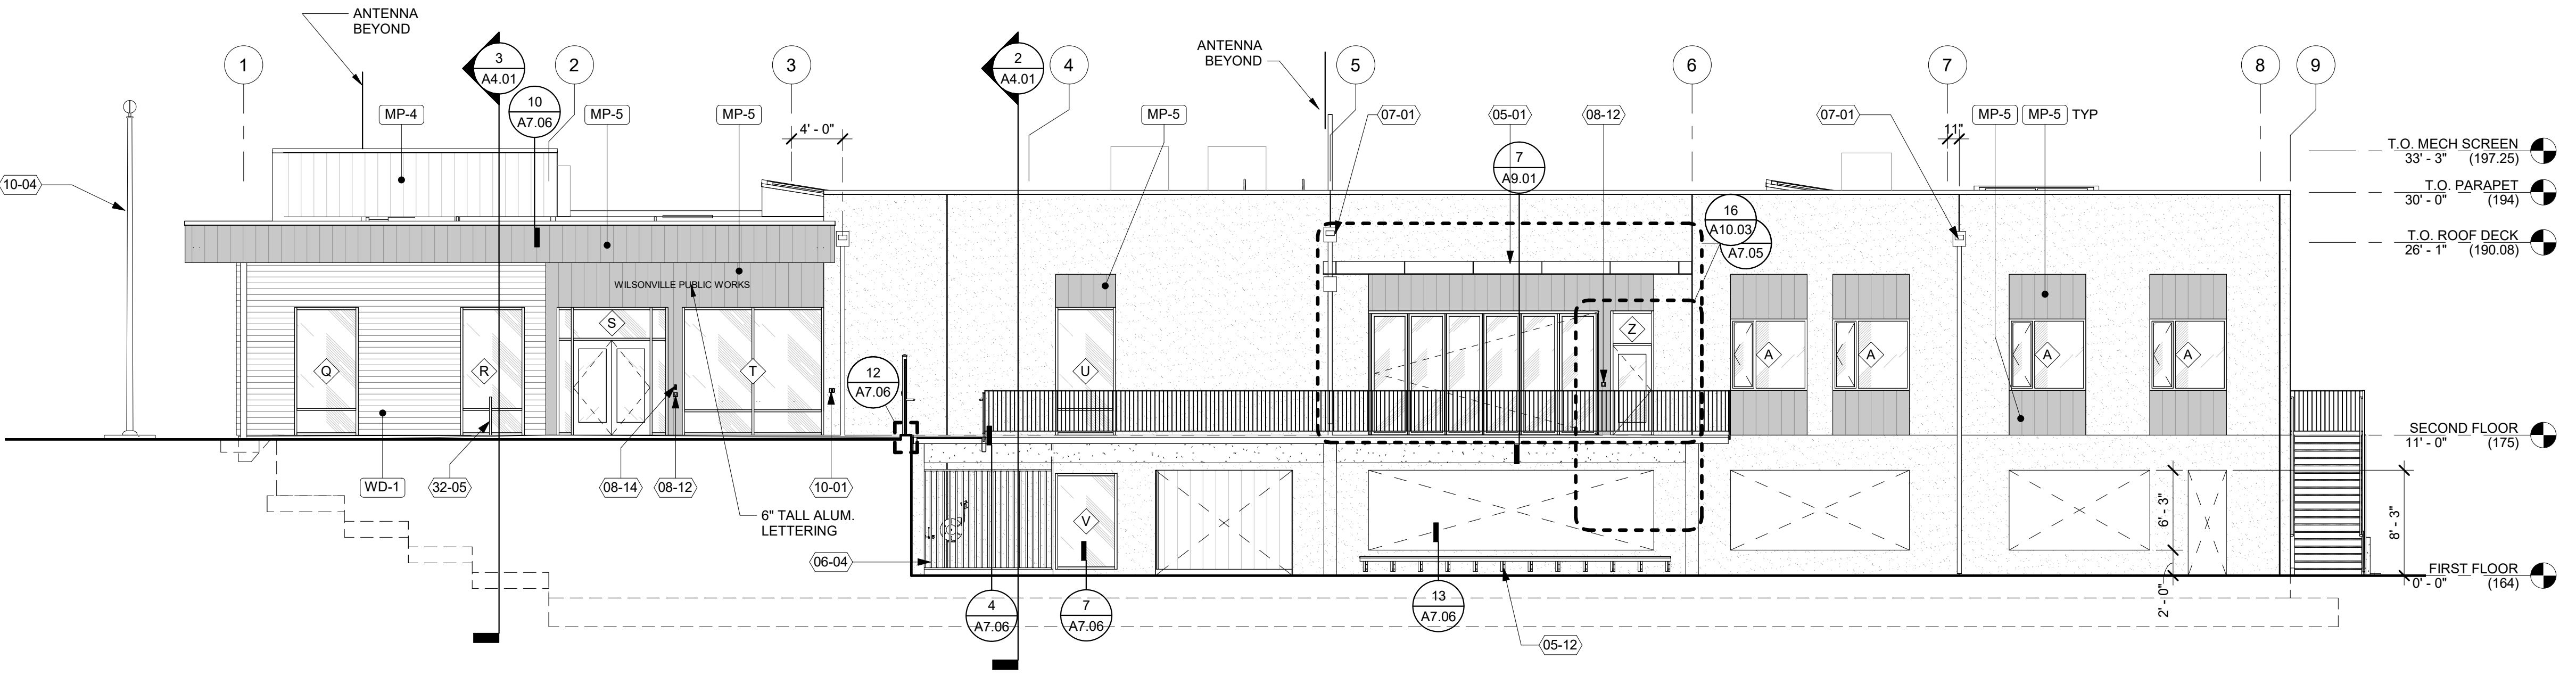 ANTENNA
BEYOND
1
3
A4.01
2
3
2
A4.01
4
ANTENNA
BEYOND
5
6
7
8
9
10
A7.06
MP-4
MP-5
MP-5
4' - 0"
MP-5
07-01
05-01
08-12
07-01
11"
MP-5
MP-5 TYP
10-04
7
A9.01
T.O. MECH SCREEN
33' - 3" (197.25)
T.O. PARAPET
30' - 0" (194)
T.O. ROOF DECK
26' - 1" (190.08)
16
A10.03
A7.05
WILSONVILLE PUBLIC WORKS
S
Z
Q
R
T
12
A7.06
U
A
A
A
A
SECOND FLOOR
11' - 0" (175)
WD-1
32-05
08-14
08-12
10-01
6" TALL ALUM.
LETTERING
V
6' - 3"
8' - 3"
06-04
2' - 0"
FIRST FLOOR
0' - 0" (164)
4
A7.06
7
A7.06
13
A7.06
05-12